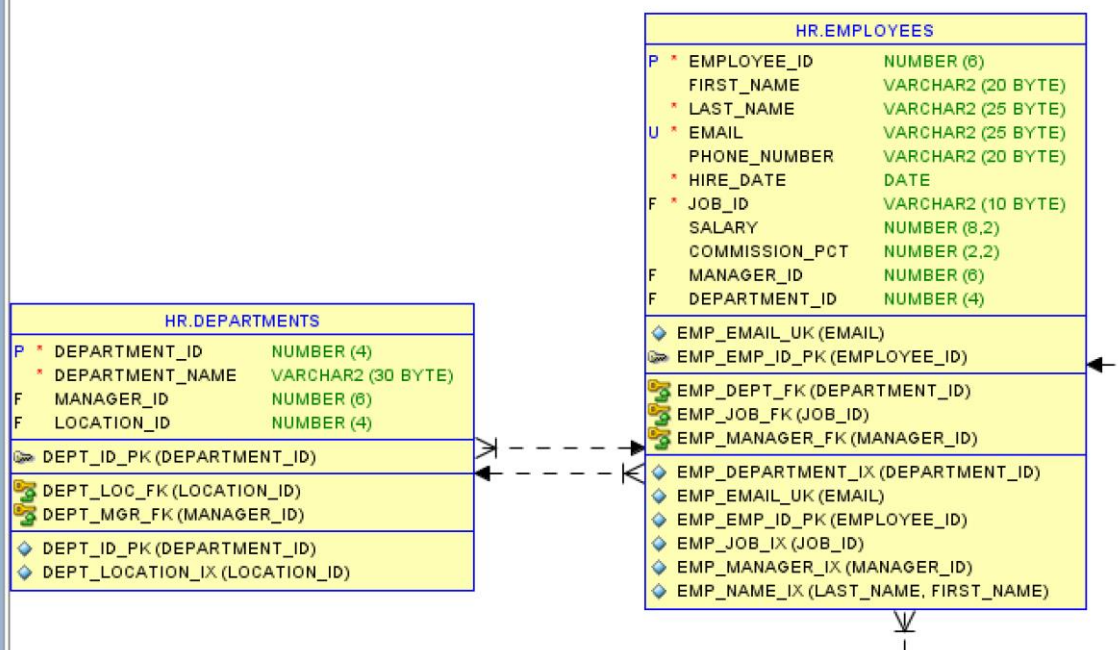 HR.EMPLOYEES
P * EMPLOYEE_ID NUMBER (6)
FIRST_NAME VARCHAR2 (20 BYTE)
* LAST_NAME VARCHAR2 (25 BYTE)
U * EMAIL VARCHAR2 (25 BYTE)
PHONE_NUMBER VARCHAR2 (20 BYTE)
* HIRE_DATE DATE
F * JOB_ID VARCHAR2 (10 BYTE)
SALARY NUMBER (8,2)
COMMISSION_PCT NUMBER (2,2)
F MANAGER_ID NUMBER (6)
F DEPARTMENT_ID NUMBER (4)
EMP_EMAIL_UK (EMAIL)
EMP_EMP_ID_PK (EMPLOYEE_ID)
EMP_DEPT_FK (DEPARTMENT_ID)
EMP_JOB_FK (JOB_ID)
EMP_MANAGER_FK (MANAGER_ID)
EMP_DEPARTMENT_IX (DEPARTMENT_ID)
EMP_EMAIL_UK (EMAIL)
EMP_EMP_ID_PK (EMPLOYEE_ID)
EMP_JOB_IX (JOB_ID)
EMP_MANAGER_IX (MANAGER_ID)
EMP_NAME_IX (LAST_NAME, FIRST_NAME)
HR.DEPARTMENTS
P * DEPARTMENT_ID NUMBER (4)
* DEPARTMENT_NAME VARCHAR2 (30 BYTE)
F MANAGER_ID NUMBER (6)
F LOCATION_ID NUMBER (4)
DEPT_ID_PK (DEPARTMENT_ID)
DEPT_LOC_FK (LOCATION_ID)
DEPT_MGR_FK (MANAGER_ID)
DEPT_ID_PK (DEPARTMENT_ID)
DEPT_LOCATION_IX (LOCATION_ID)